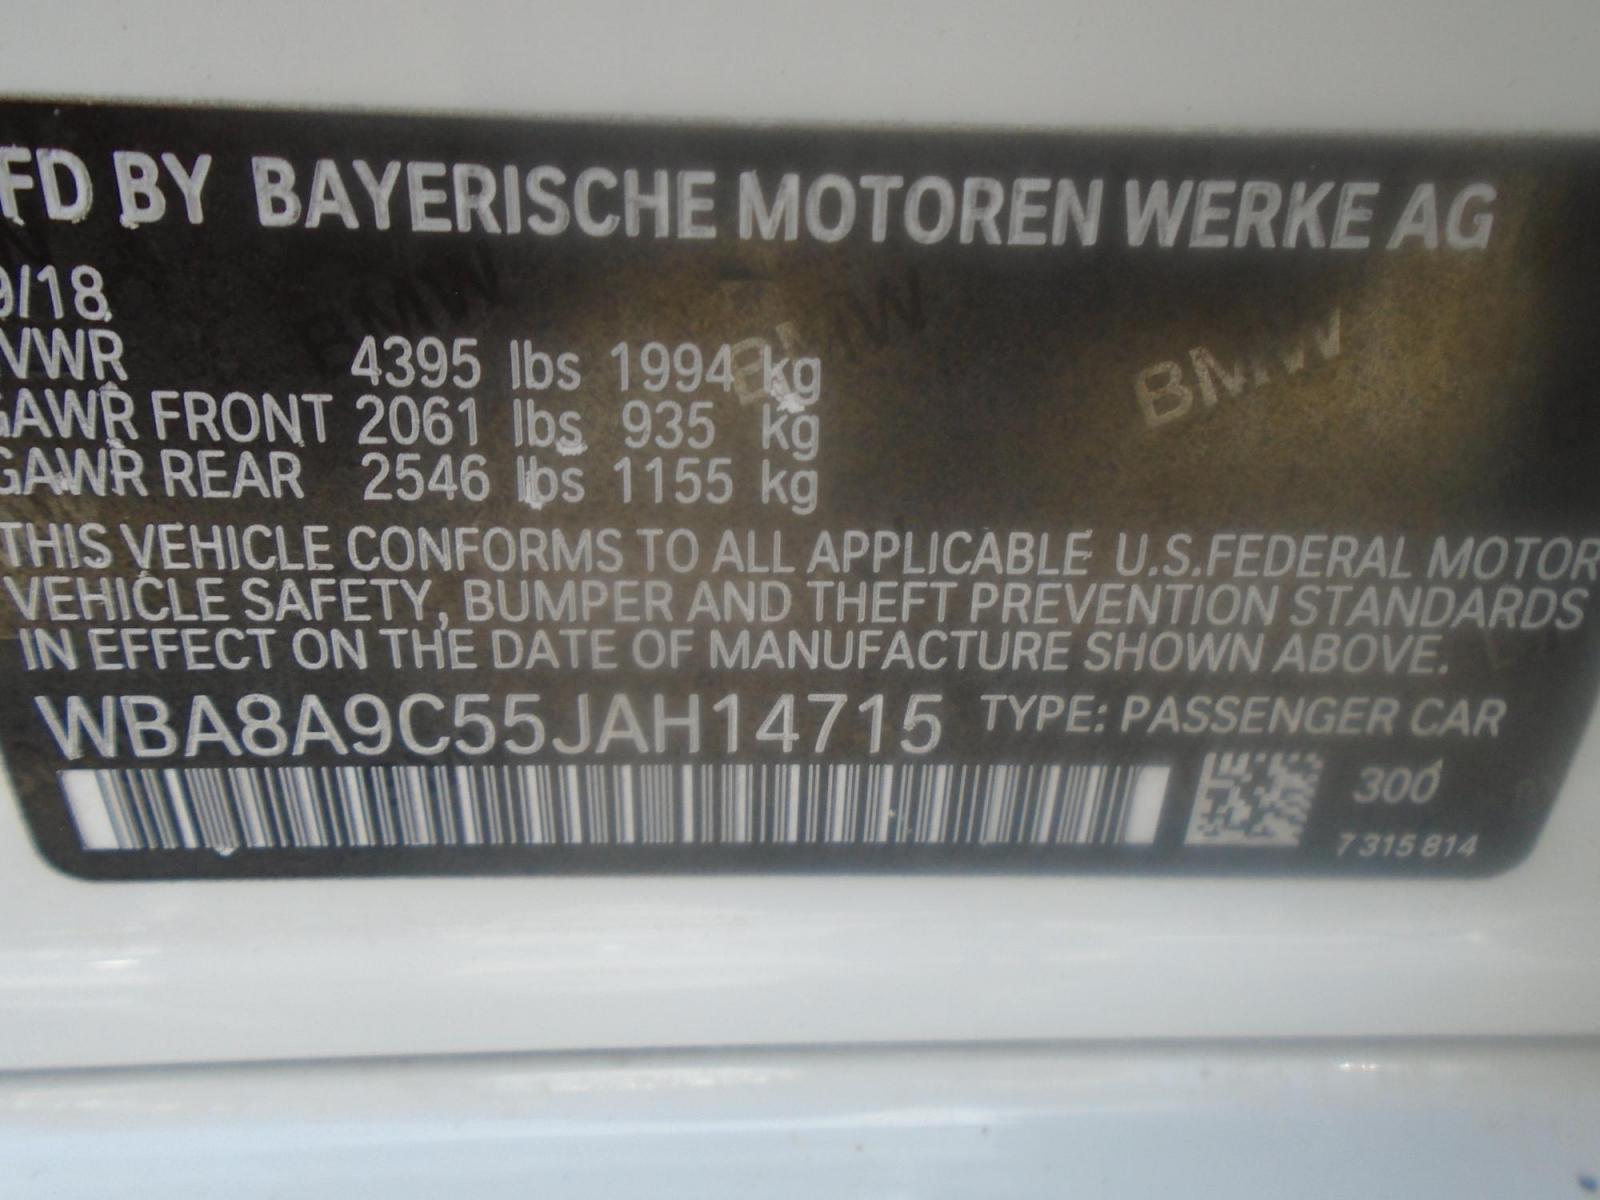 FD BY BAYERISCHE MOTOREN WERKE AG
9/18
VWR 4395 lbs 1994 kg
GAWR FRONT 2061 lbs 935 kg
GAWR REAR 2546 lbs 1155 kg
THIS VEHICLE CONFORMS TO ALL APPLICABLE U.S.FEDERAL MOTOR
VEHICLE SAFETY, BUMPER AND THEFT PREVENTION STANDARDS
IN EFFECT ON THE DATE OF MANUFACTURE SHOWN ABOVE.
WBA8A9C55JAH14715 TYPE: PASSENGER CAR
300
7 315 814
BMW
BMW
BMW